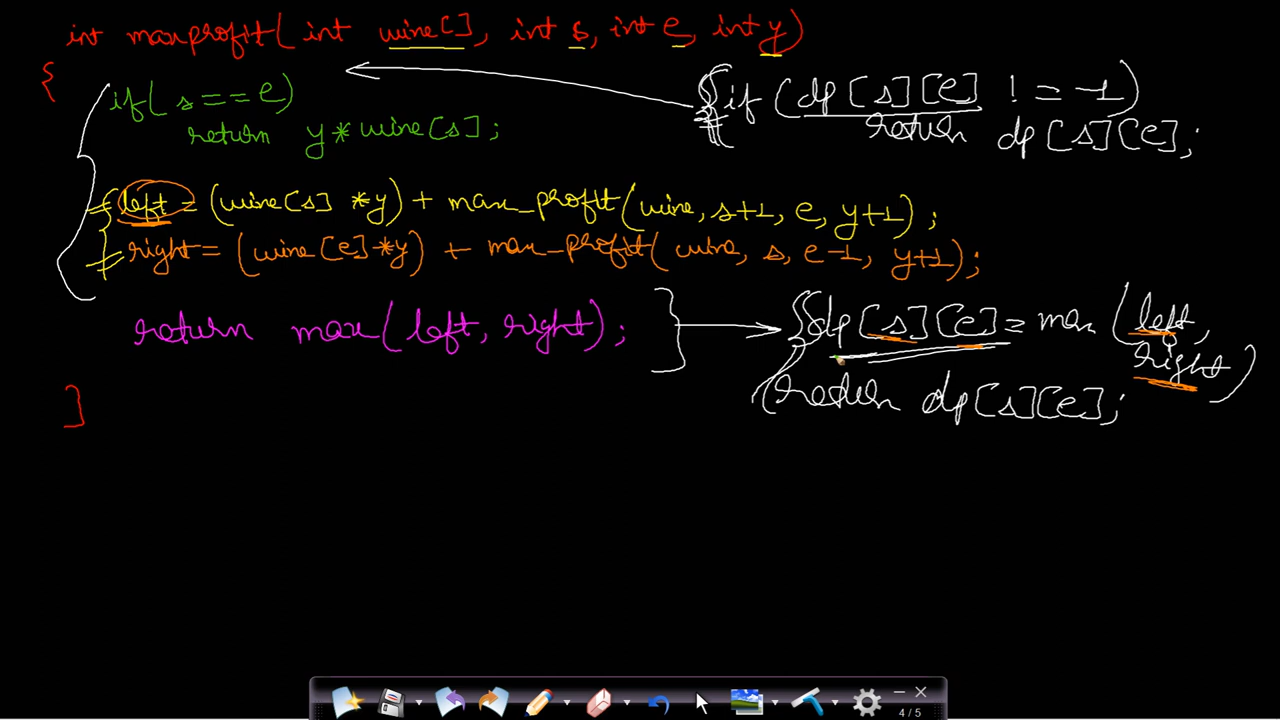 int maxprofit( int wine[], int s, int e, int y)
{
if( s == e)
return y * wine[s];
if (dp[s][e] != -1)
return dp[s][e];
left = (wine[s] *y) + max_profit(wine, s+1, e, y+1);
right = (wine[e]*y) + max_profit( wine, s, e-1, y+1);
return max(left, right);
dp[s][e] = max (left,
right)
return dp[s][e];
}
4/5